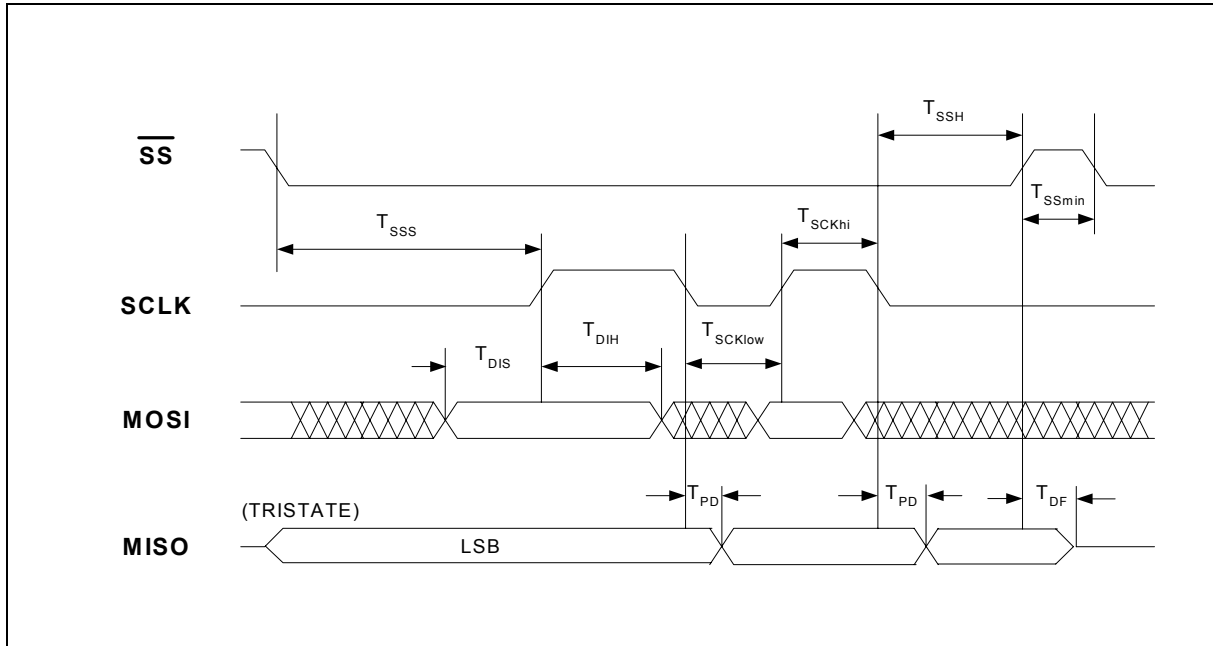 T_SSH
SS
T_SSmin
T_SCKhi
T_SSS
SCLK
T_DIH
T_SCKlow
T_DIS
MOSI
(TRISTATE)
T_PD
T_PD
T_DF
MISO
LSB